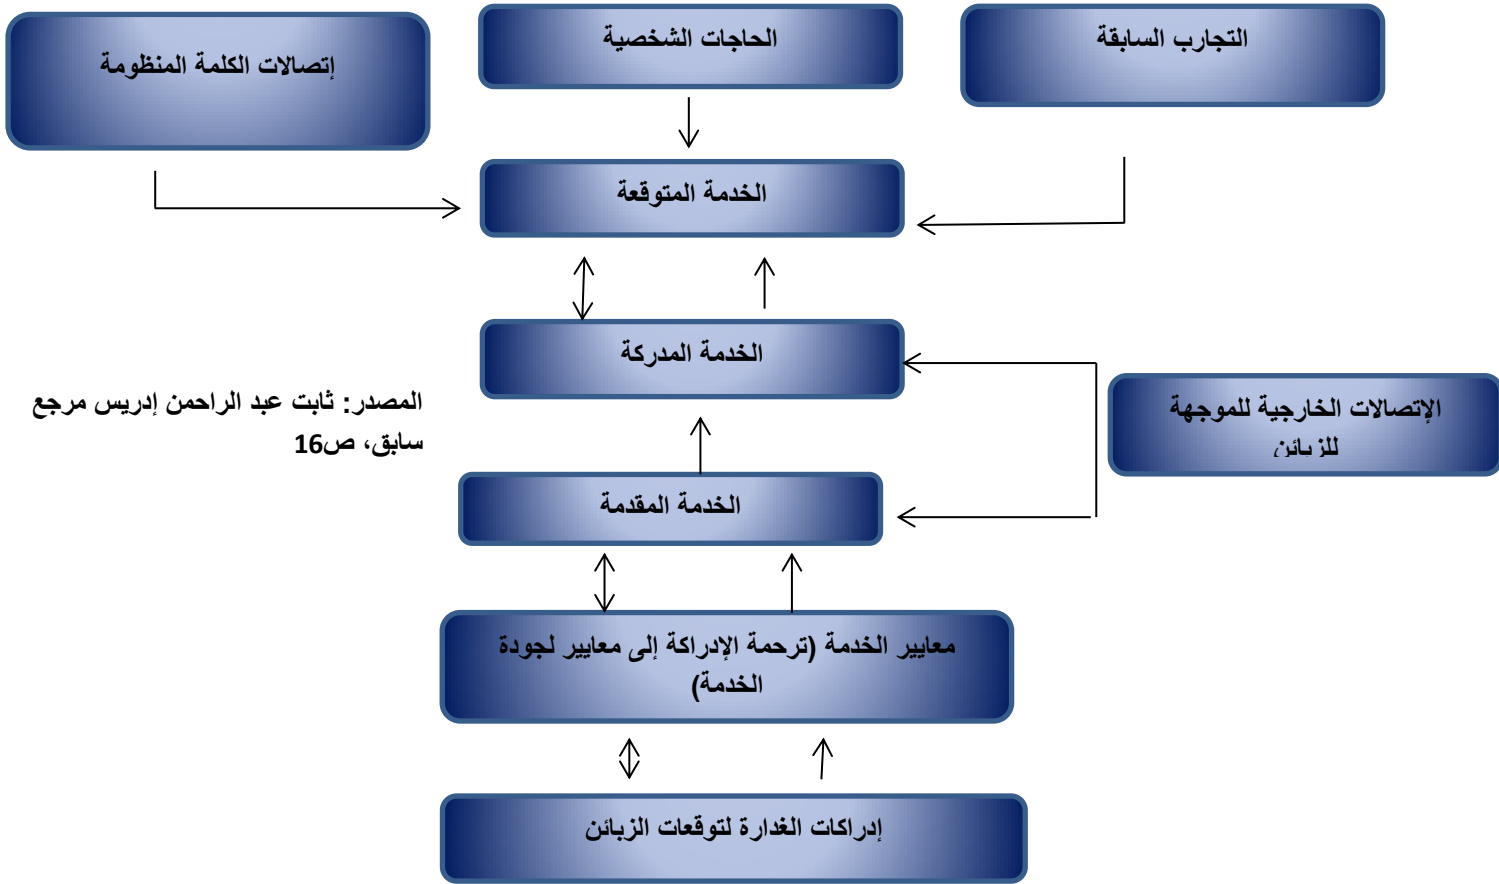 التجارب السابقة
الحاجات الشخصية
إتصالات الكلمة المنظومة
الخدمة المتوقعة
الخدمة المدركة
الإتصالات الخارجية للموجهة
للزبائن
المصدر: ثابت عبد الراحمن إدريس مرجع
سابق، ص16
الخدمة المقدمة
معايير الخدمة (ترحمة الإدراكة إلى معايير لجودة
الخدمة)
إدراكات الغدارة لتوقعات الزبائن